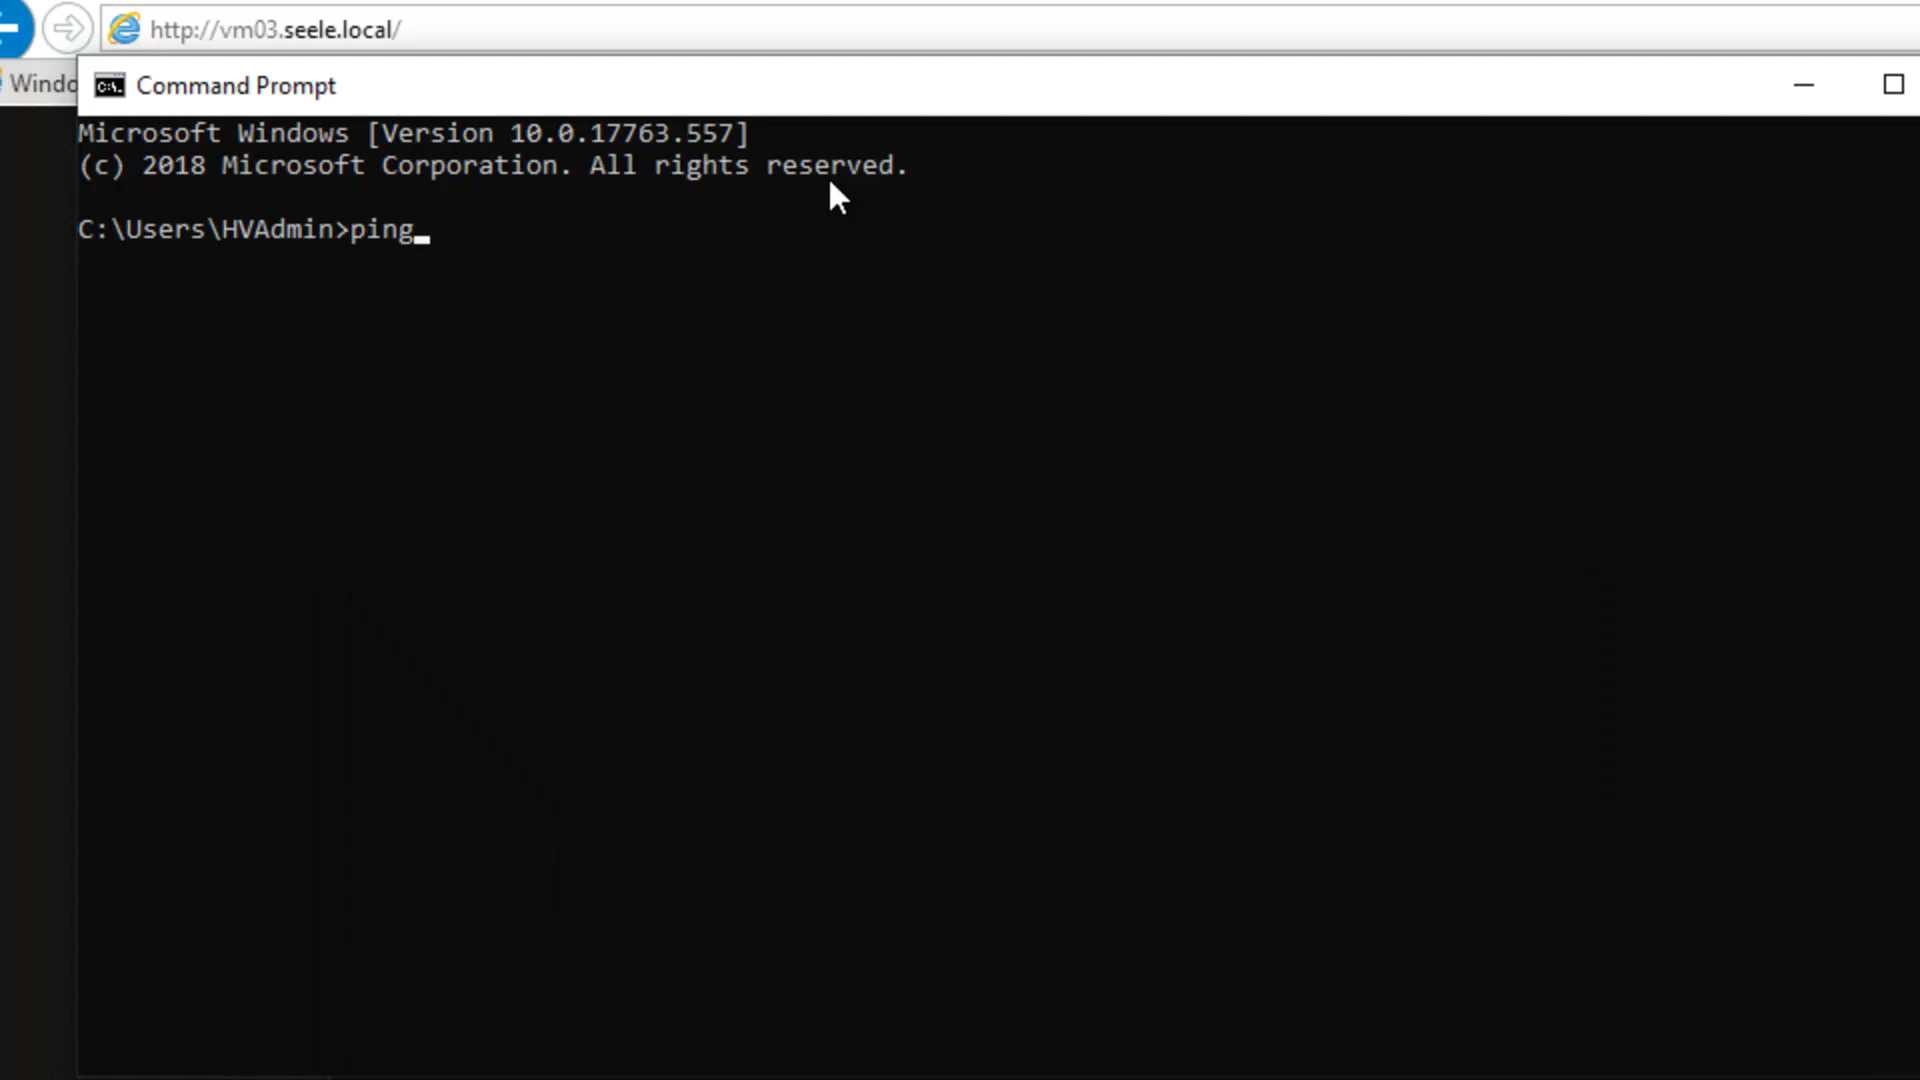 http://vm03.seele.local/
Windo
Command Prompt
Microsoft Windows [Version 10.0.17763.557]
(c) 2018 Microsoft Corporation. All rights reserved.
C:\Users\HVAdmin>ping